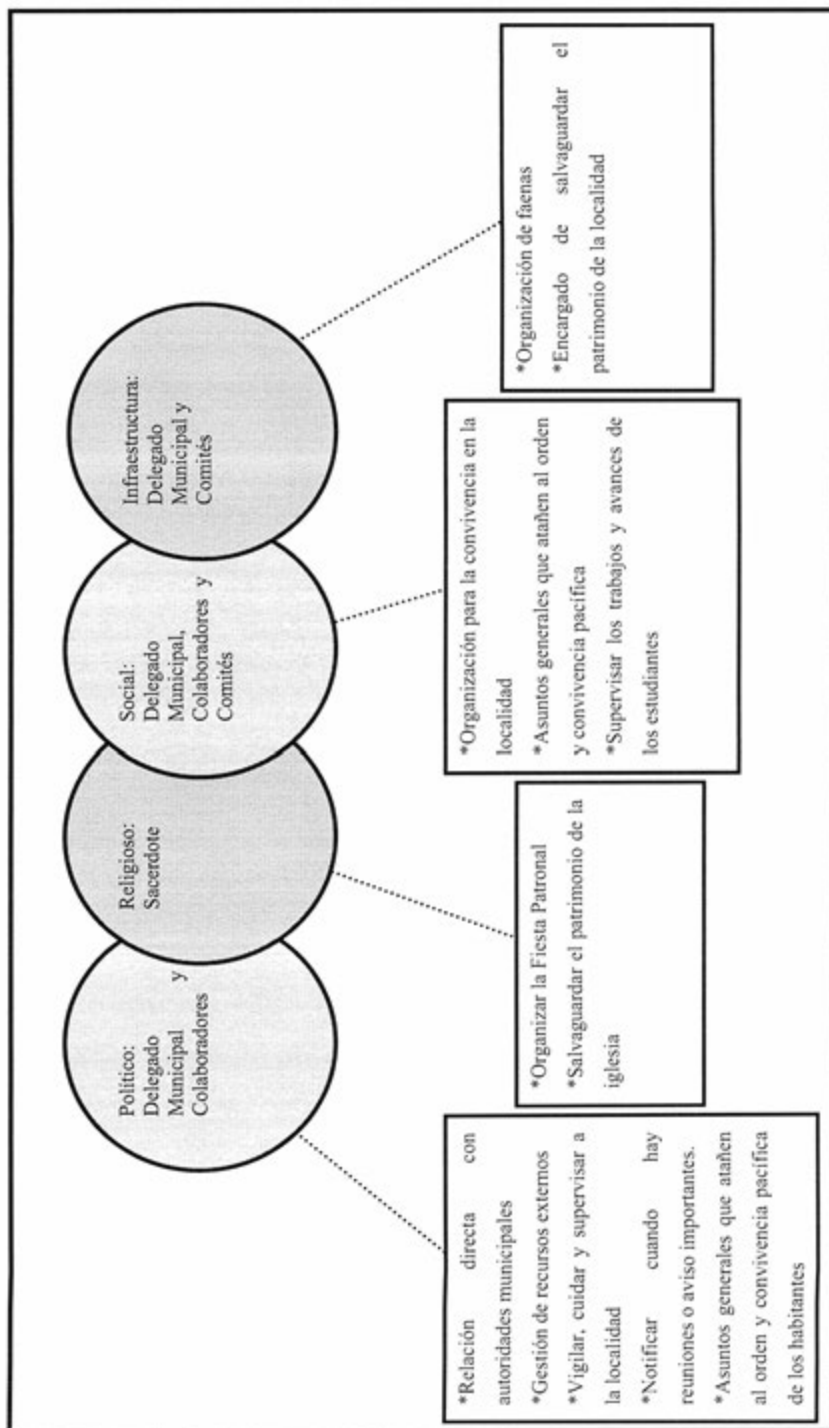 Político:
Delegado
Municipal y
Colaboradores
Religioso:
Sacerdote
Social:
Delegado
Municipal,
Colaboradores y
Comités
Infraestructura:
Delegado
Municipal y
Comités
*Relación directa con
autoridades municipales
*Gestión de recursos externos
*Vigilar, cuidar y supervisar a
la localidad
*Notificar cuando hay
reuniones o aviso importantes.
*Asuntos generales que atañen
al orden y convivencia pacífica
de los habitantes
*Organizar la Fiesta Patronal
*Salvaguardar el patrimonio de la
iglesia
*Organización para la convivencia en la
localidad
*Asuntos generales que atañen al orden
y convivencia pacífica
*Supervisar los trabajos y avances de
los estudiantes
*Organización de faenas
*Encargado de salvaguardar el
patrimonio de la localidad